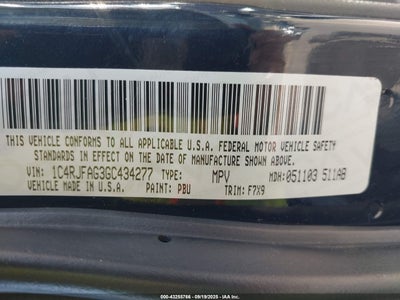 THIS VEHICLE CONFORMS TO ALL APPLICABLE U.S.A. FEDERAL MOTOR VEHICLE SAFETY
STANDARDS IN EFFECT ON THE DATE OF MANUFACTURE SHOWN ABOVE.
VIN: 1C4RJFAG3GC434277 TYPE: MPV MDH: 051103 511AB
VEHICLE MADE IN U.S.A. PAINT: PBU TRIM: F7X9
000-43255766 - 09/19/2025 - IAA, Inc.